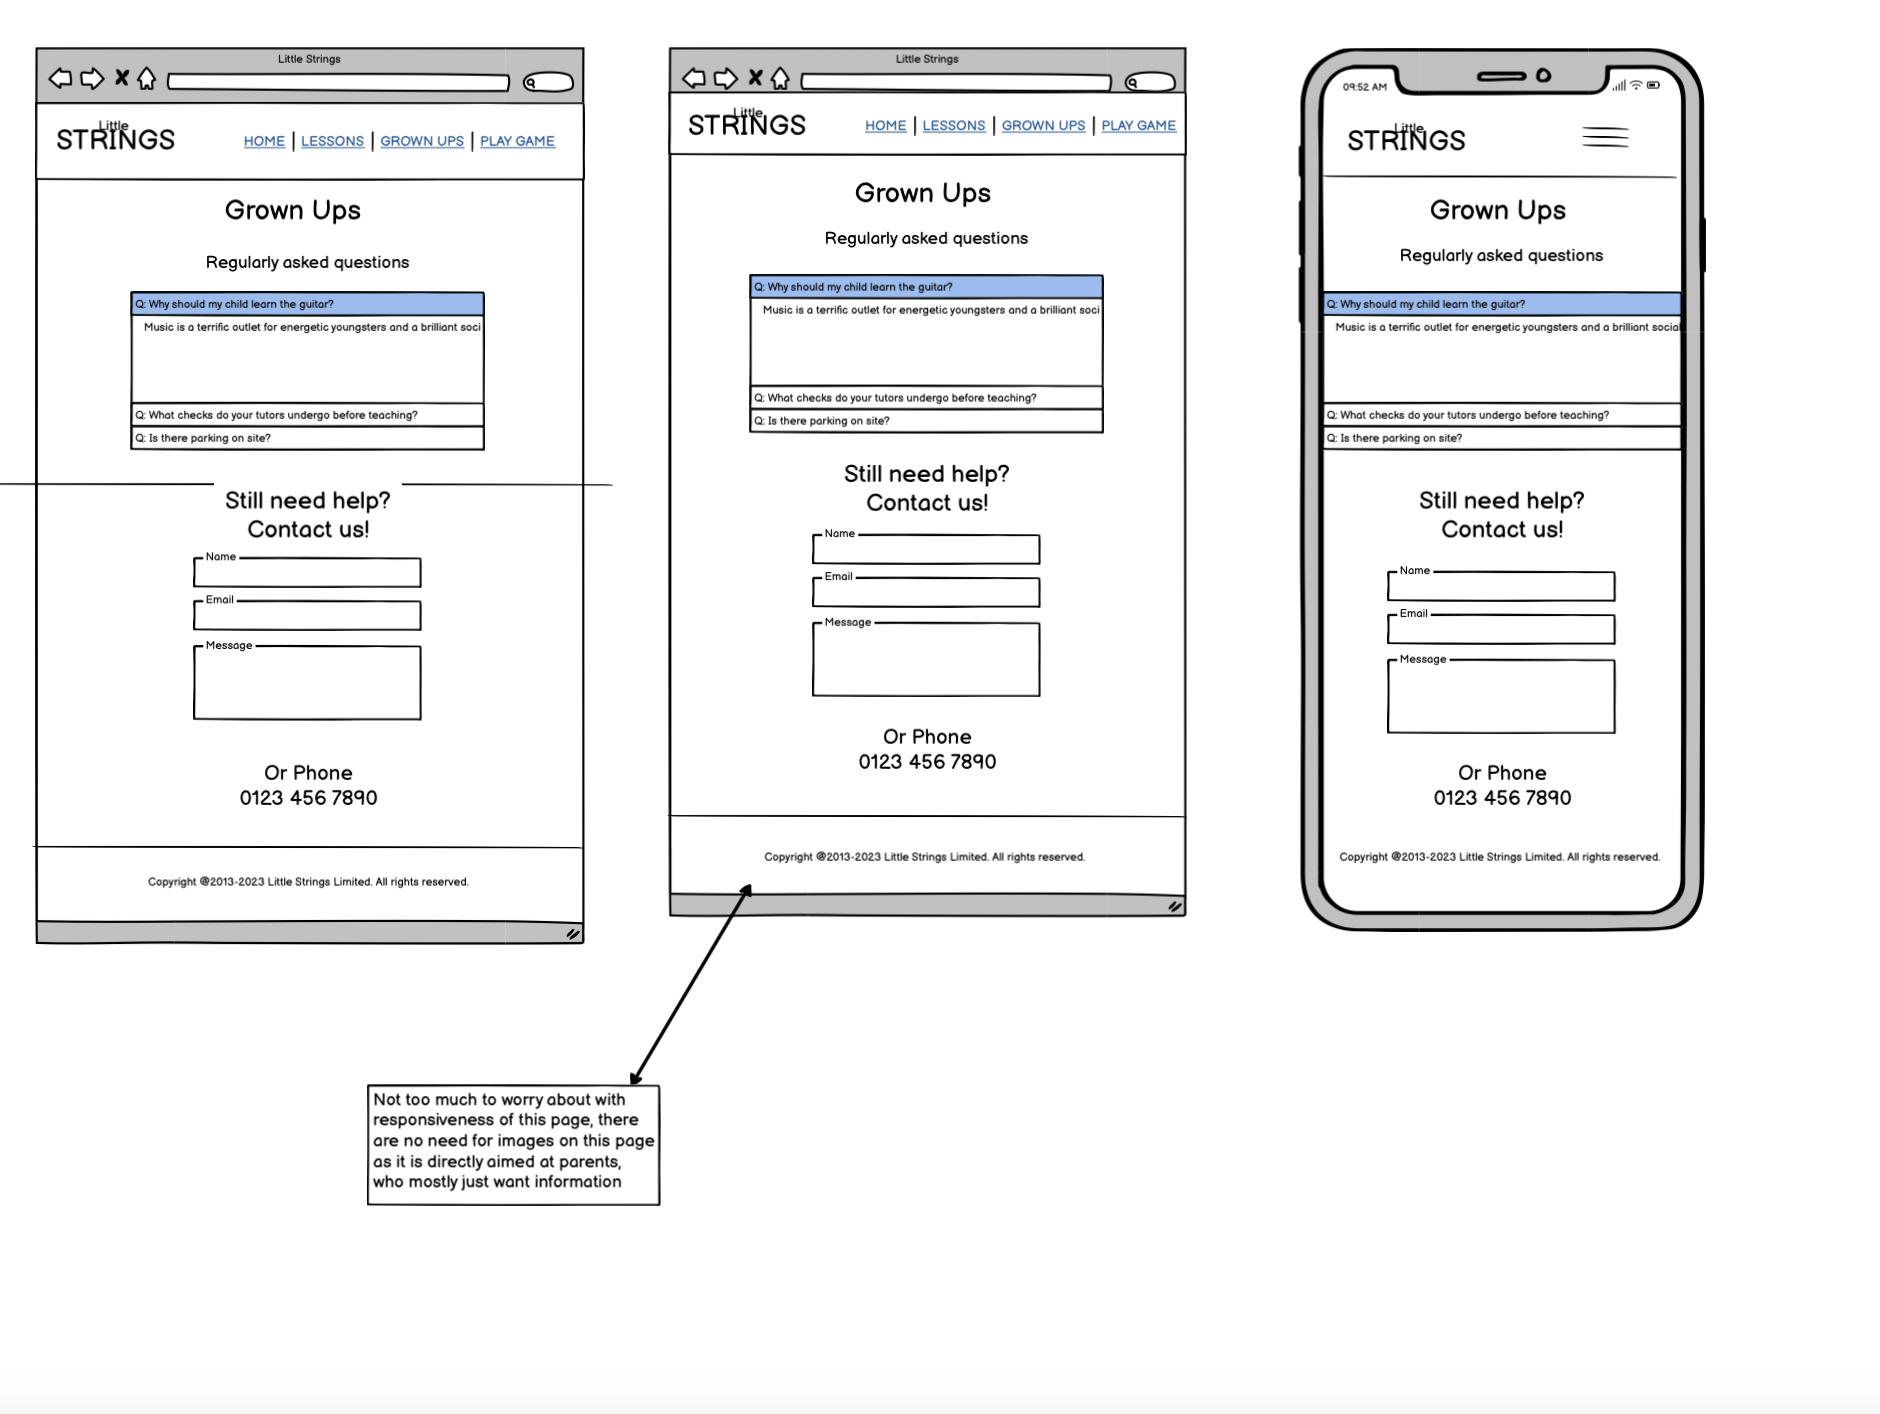 Little Strings
Little
STRINGS
HOME | LESSONS | GROWN UPS | PLAY GAME
Grown Ups
Regularly asked questions
Q: Why should my child learn the guitar?
Music is a terrific outlet for energetic youngsters and a brilliant soci
Q: What checks do your tutors undergo before teaching?
Q: Is there parking on site?
Still need help?
Contact us!
Name
Email
Message
Or Phone
0123 456 7890
Copyright @2013-2023 Little Strings Limited. All rights reserved.
Little Strings
Little
STRINGS
HOME | LESSONS | GROWN UPS | PLAY GAME
Grown Ups
Regularly asked questions
Q: Why should my child learn the guitar?
Music is a terrific outlet for energetic youngsters and a brilliant soci
Q: What checks do your tutors undergo before teaching?
Q: Is there parking on site?
Still need help?
Contact us!
Name
Email
Message
Or Phone
0123 456 7890
Copyright @2013-2023 Little Strings Limited. All rights reserved.
09:52 AM
Little
STRINGS
Grown Ups
Regularly asked questions
Q: Why should my child learn the guitar?
Music is a terrific outlet for energetic youngsters and a brilliant social
Q: What checks do your tutors undergo before teaching?
Q: Is there parking on site?
Still need help?
Contact us!
Name
Email
Message
Or Phone
0123 456 7890
Copyright @2013-2023 Little Strings Limited. All rights reserved.
Not too much to worry about with
responsiveness of this page, there
are no need for images on this page
as it is directly aimed at parents,
who mostly just want information